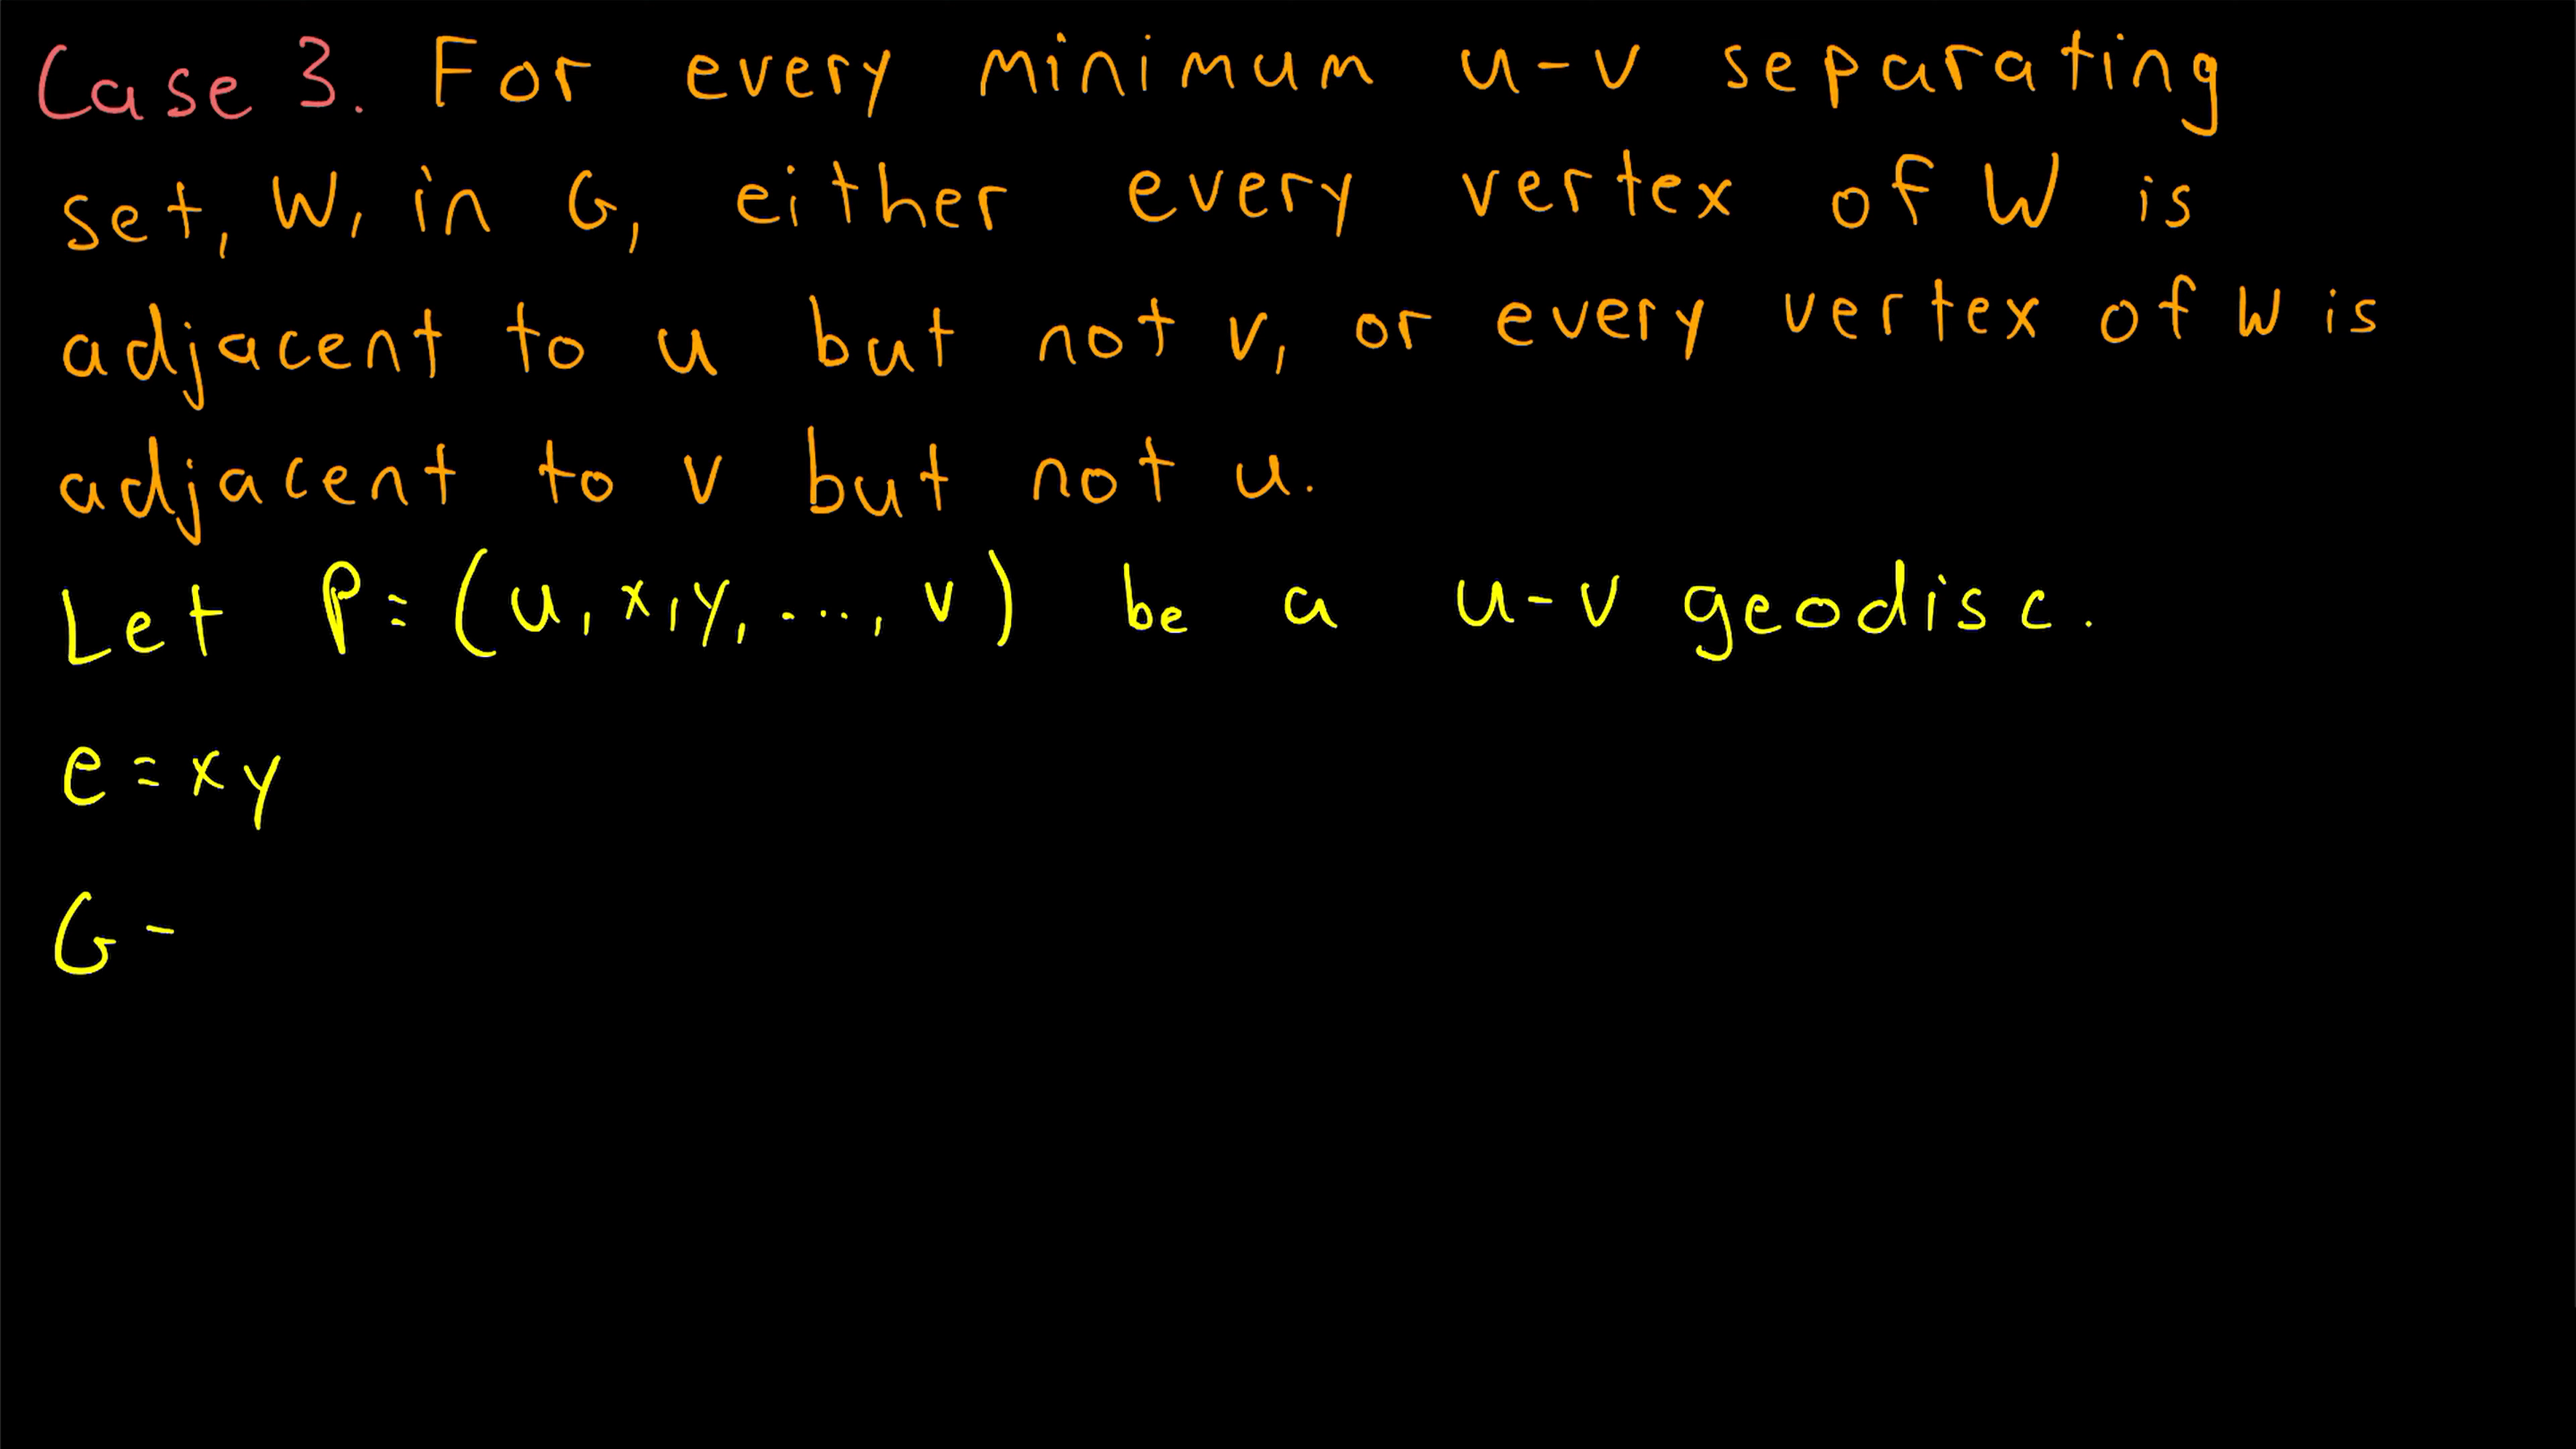 Case 3. For every minimum u-v separating
set, W, in G, either every vertex of W is
adjacent to u but not v, or every vertex of W is
adjacent to v but not u.
Let P = (u, x, y, ..., v) be a u-v geodisc.
e = xy
G -